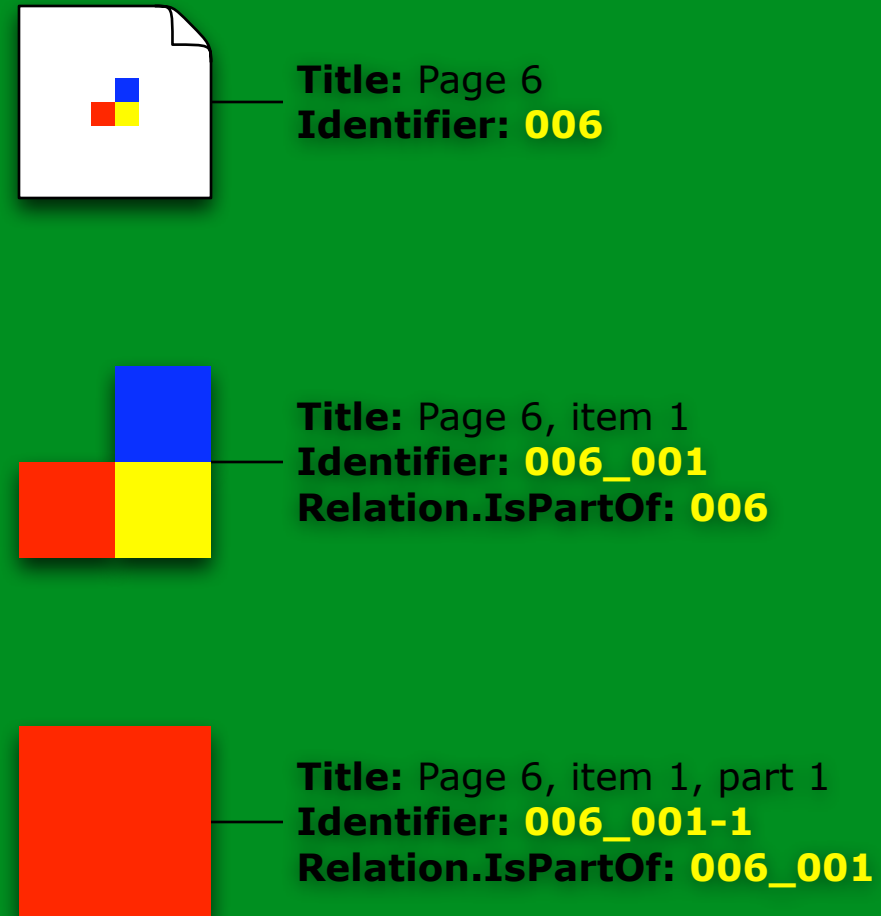 Title: Page 6
Identifier: 006
Title: Page 6, item 1
Identifier: 006_001
Relation.IsPartOf: 006
Title: Page 6, item 1, part 1
Identifier: 006_001-1
Relation.IsPartOf: 006_001